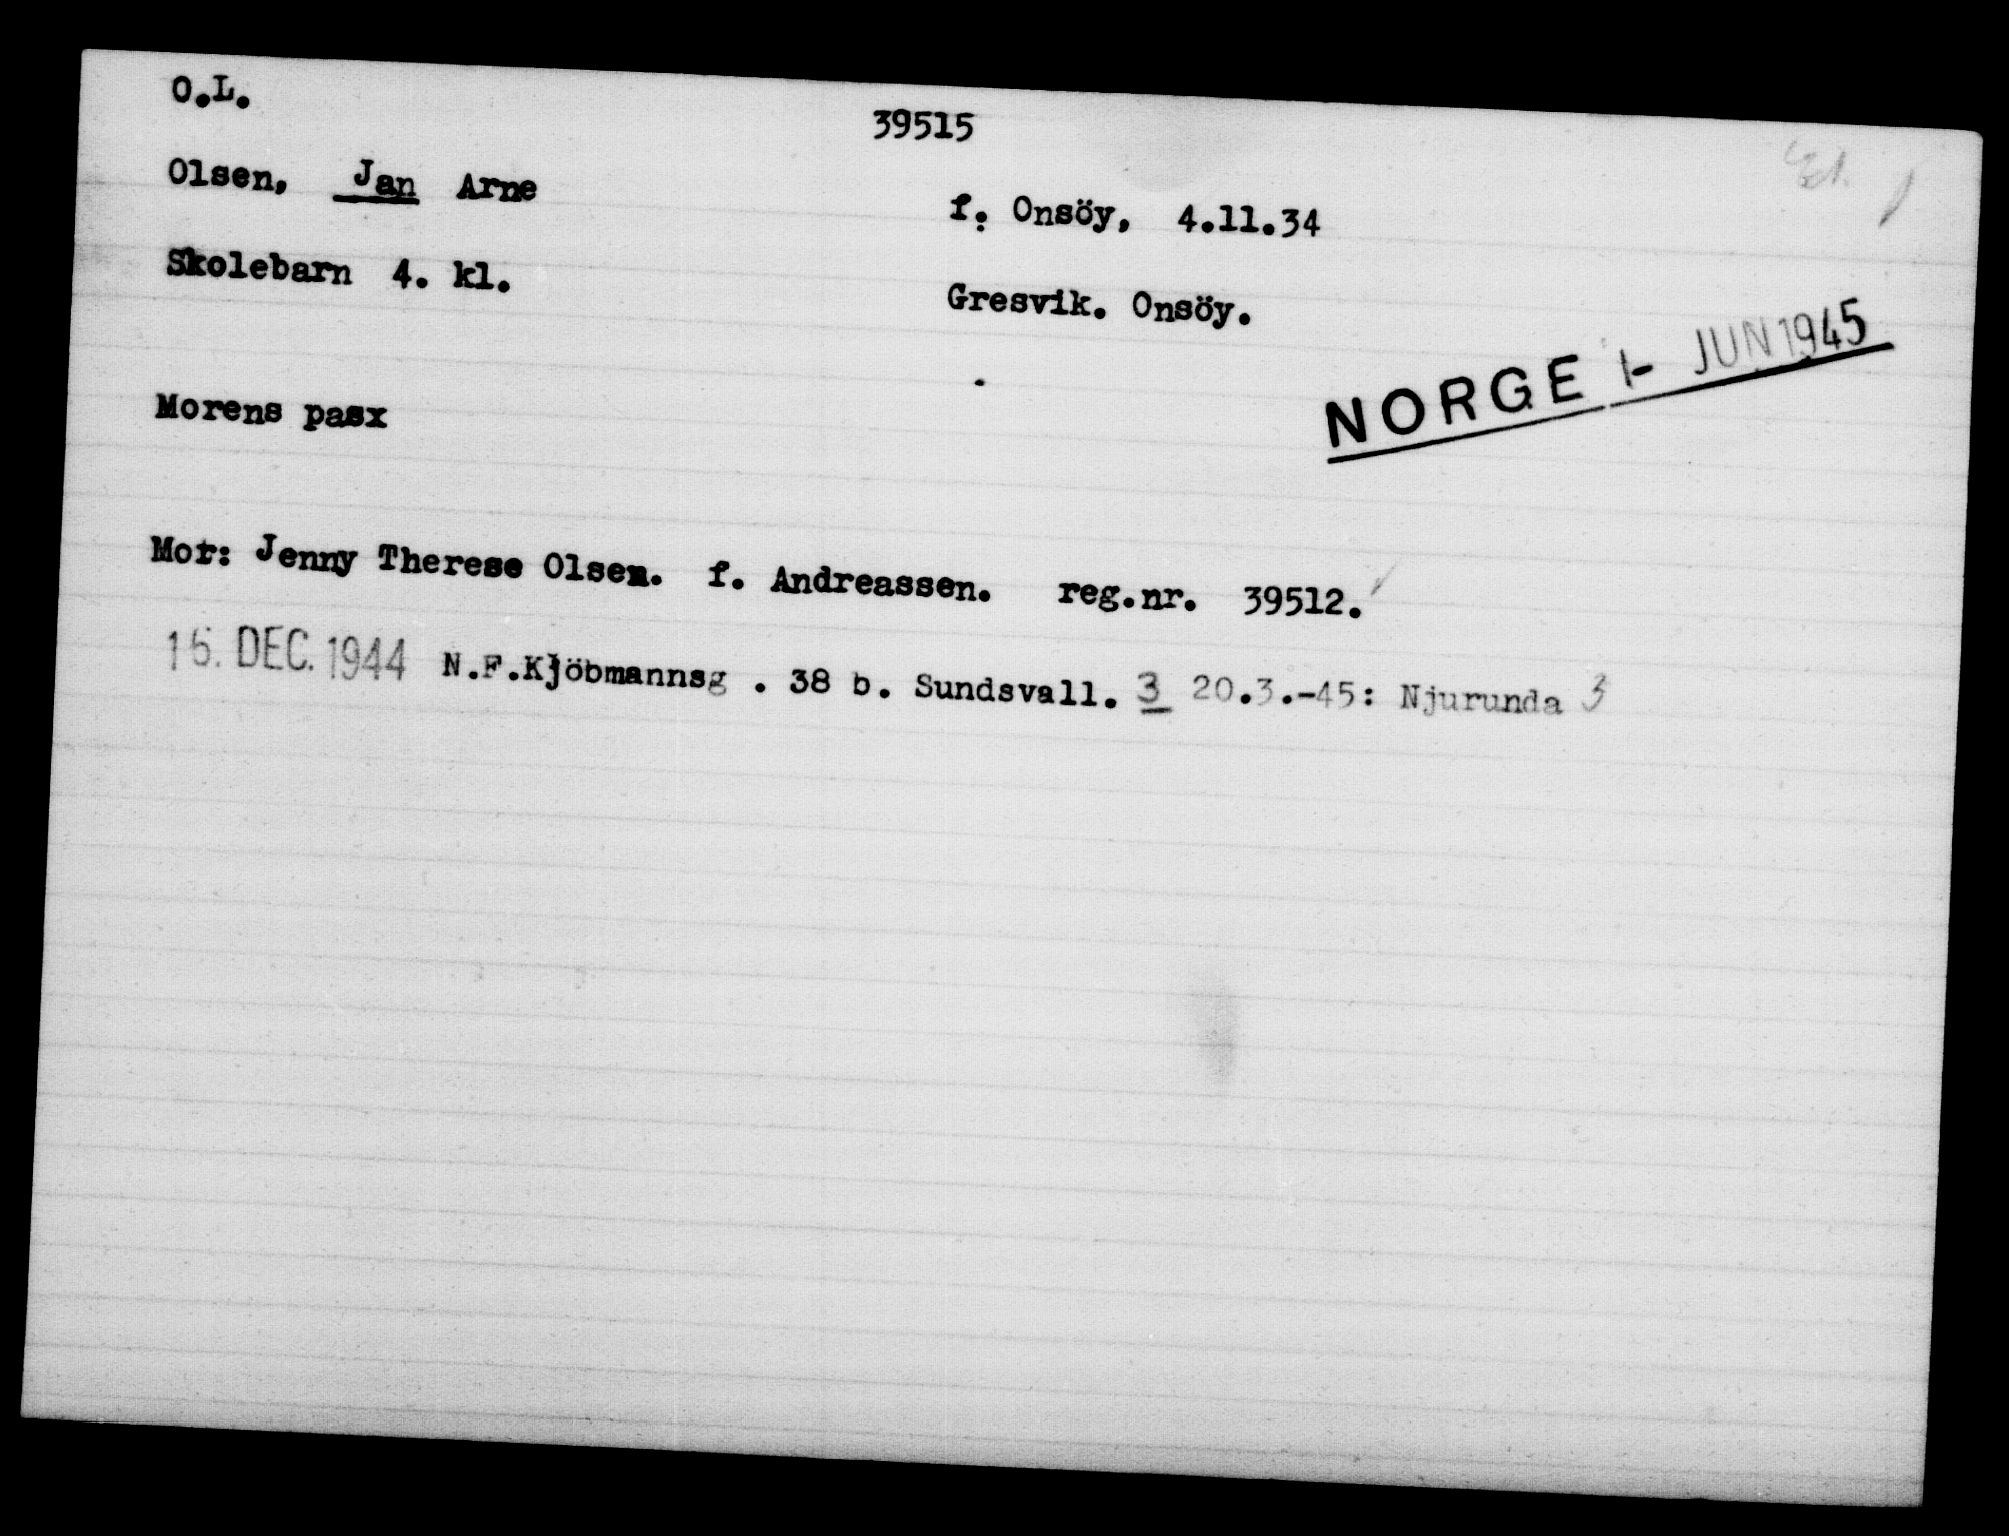 O.L.
39515
Olsen, Jan Arne
f. Onsöy, 4.11.34
Skolebarn 4. kl.
Gresvik. Onsöy.
NORGE 1- JUN 1945
Morens pasx
Mor: Jenny Therese Olsen. f. Andreassen. reg.nr. 39512.
DEC. 1944 N.F.Kjöbmannsg . 38 b. Sundsvall. 3 20.3.-45: Njurunda 3